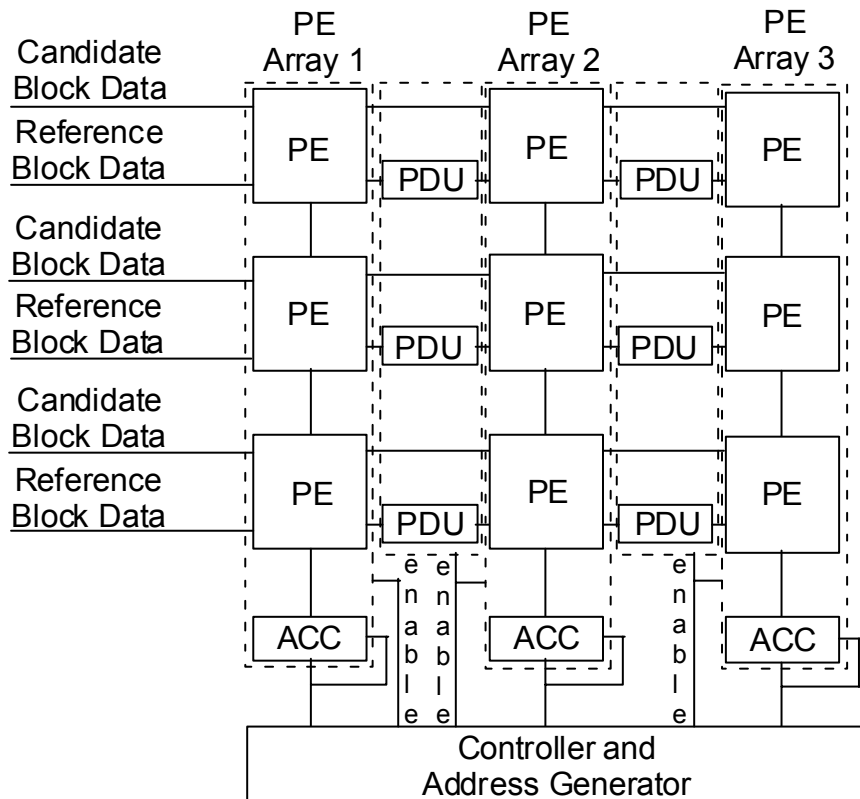 PE
Array 1
PE
Array 2
PE
Array 3
Candidate
Block Data
Reference
Block Data
PE
PDU
PE
PDU
PE
Candidate
Block Data
Reference
Block Data
PE
PDU
PE
PDU
PE
Candidate
Block Data
Reference
Block Data
PE
PDU
PE
PDU
PE
ACC
enable
enable
ACC
enable
ACC
Controller and
Address Generator